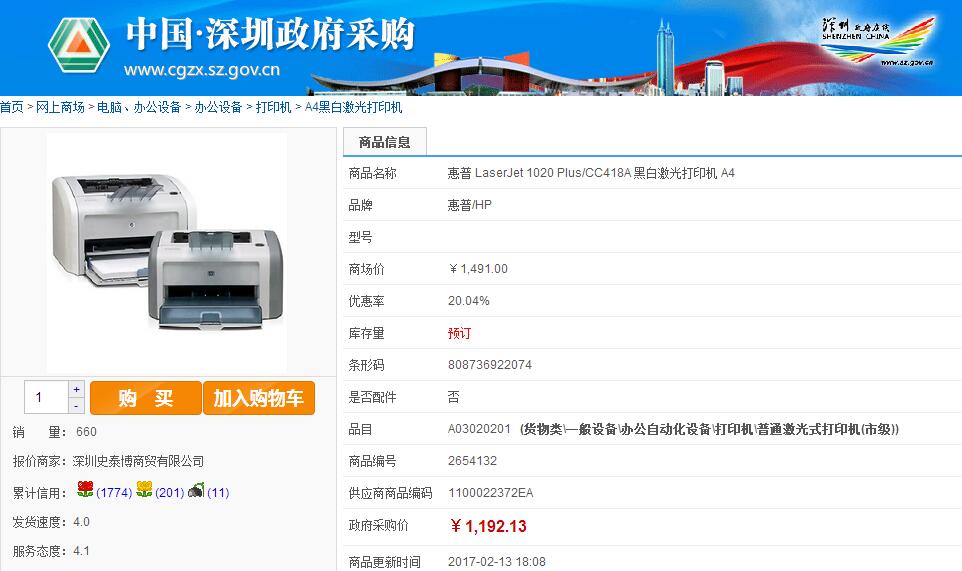 中国·深圳政府采购
www.cgzx.sz.gov.cn
深圳 政府在线
SHENZHEN CHINA
www.sz.gov.cn
首页 > 网上商场 > 电脑、办公设备 > 办公设备 > 打印机 > A4黑白激光打印机
商品信息
商品名称 惠普 LaserJet 1020 Plus/CC418A 黑白激光打印机 A4
品牌 惠普/HP
型号
商场价 ￥1,491.00
优惠率 20.04%
库存量 预订
条形码 808736922074
是否配件 否
品目 A03020201 (货物类\一般设备\办公自动化设备\打印机\普通激光式打印机(市级))
商品编号 2654132
供应商商品编码 1100022372EA
政府采购价 ￥1,192.13
商品更新时间 2017-02-13 18:08
1 + -
购 买 加入购物车
销 量： 660
报价商家： 深圳史泰博商贸有限公司
累计信用： (1774) (201) (11)
发货速度： 4.0
服务态度： 4.1